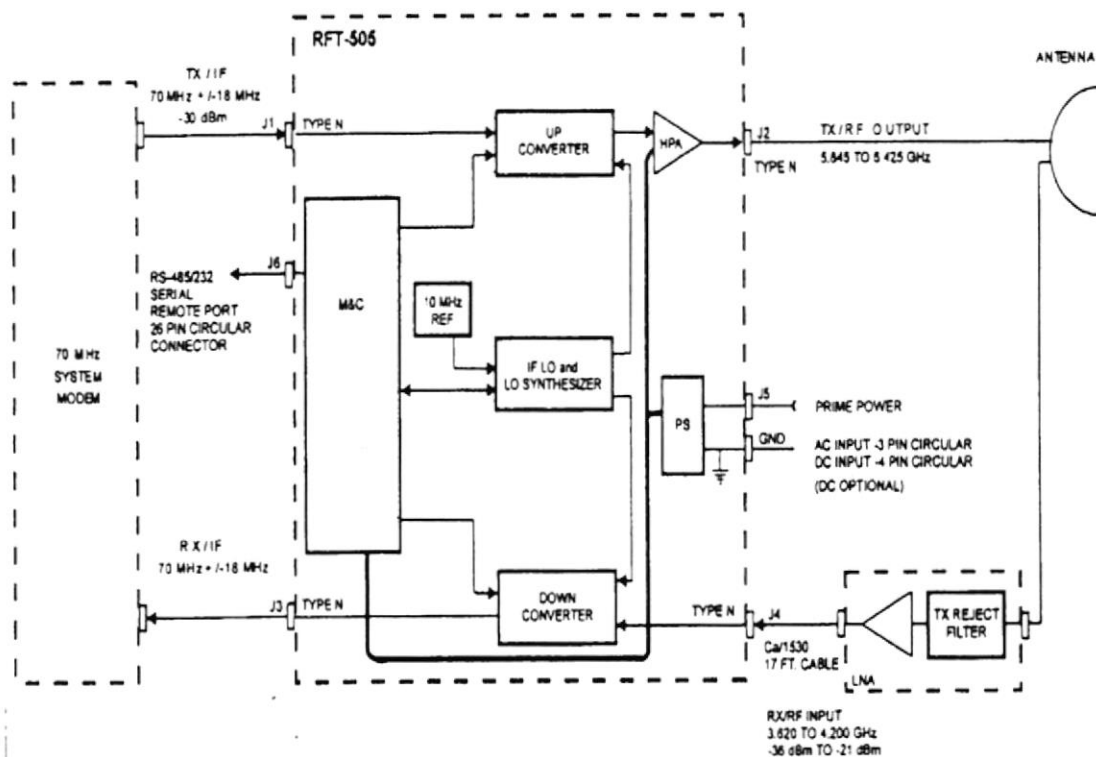 RFT-505
ANTENNA
TX / IF
70 MHz + /-18 MHz
-30 dBm
J1
TYPE N
UP
CONVERTER
HPA
J2
TYPE N
TX/RF OUTPUT
5.845 TO 6.425 GHz
J6
RS-485/232
SERIAL
REMOTE PORT
26 PIN CIRCULAR
CONNECTOR
M&C
10 MHz
REF
70 MHz
SYSTEM
MODEM
IF LO and
LO SYNTHESIZER
PS
J5
PRIME POWER
GND
AC INPUT -3 PIN CIRCULAR
DC INPUT -4 PIN CIRCULAR
(DC OPTIONAL)
RX / IF
70 MHz + /-18 MHz
J3
TYPE N
DOWN
CONVERTER
TYPE N
J4
Ca/1530
17 FT. CABLE
TX REJECT
FILTER
LNA
RX/RF INPUT
3.620 TO 4.200 GHz
-36 dBm TO -21 dBm